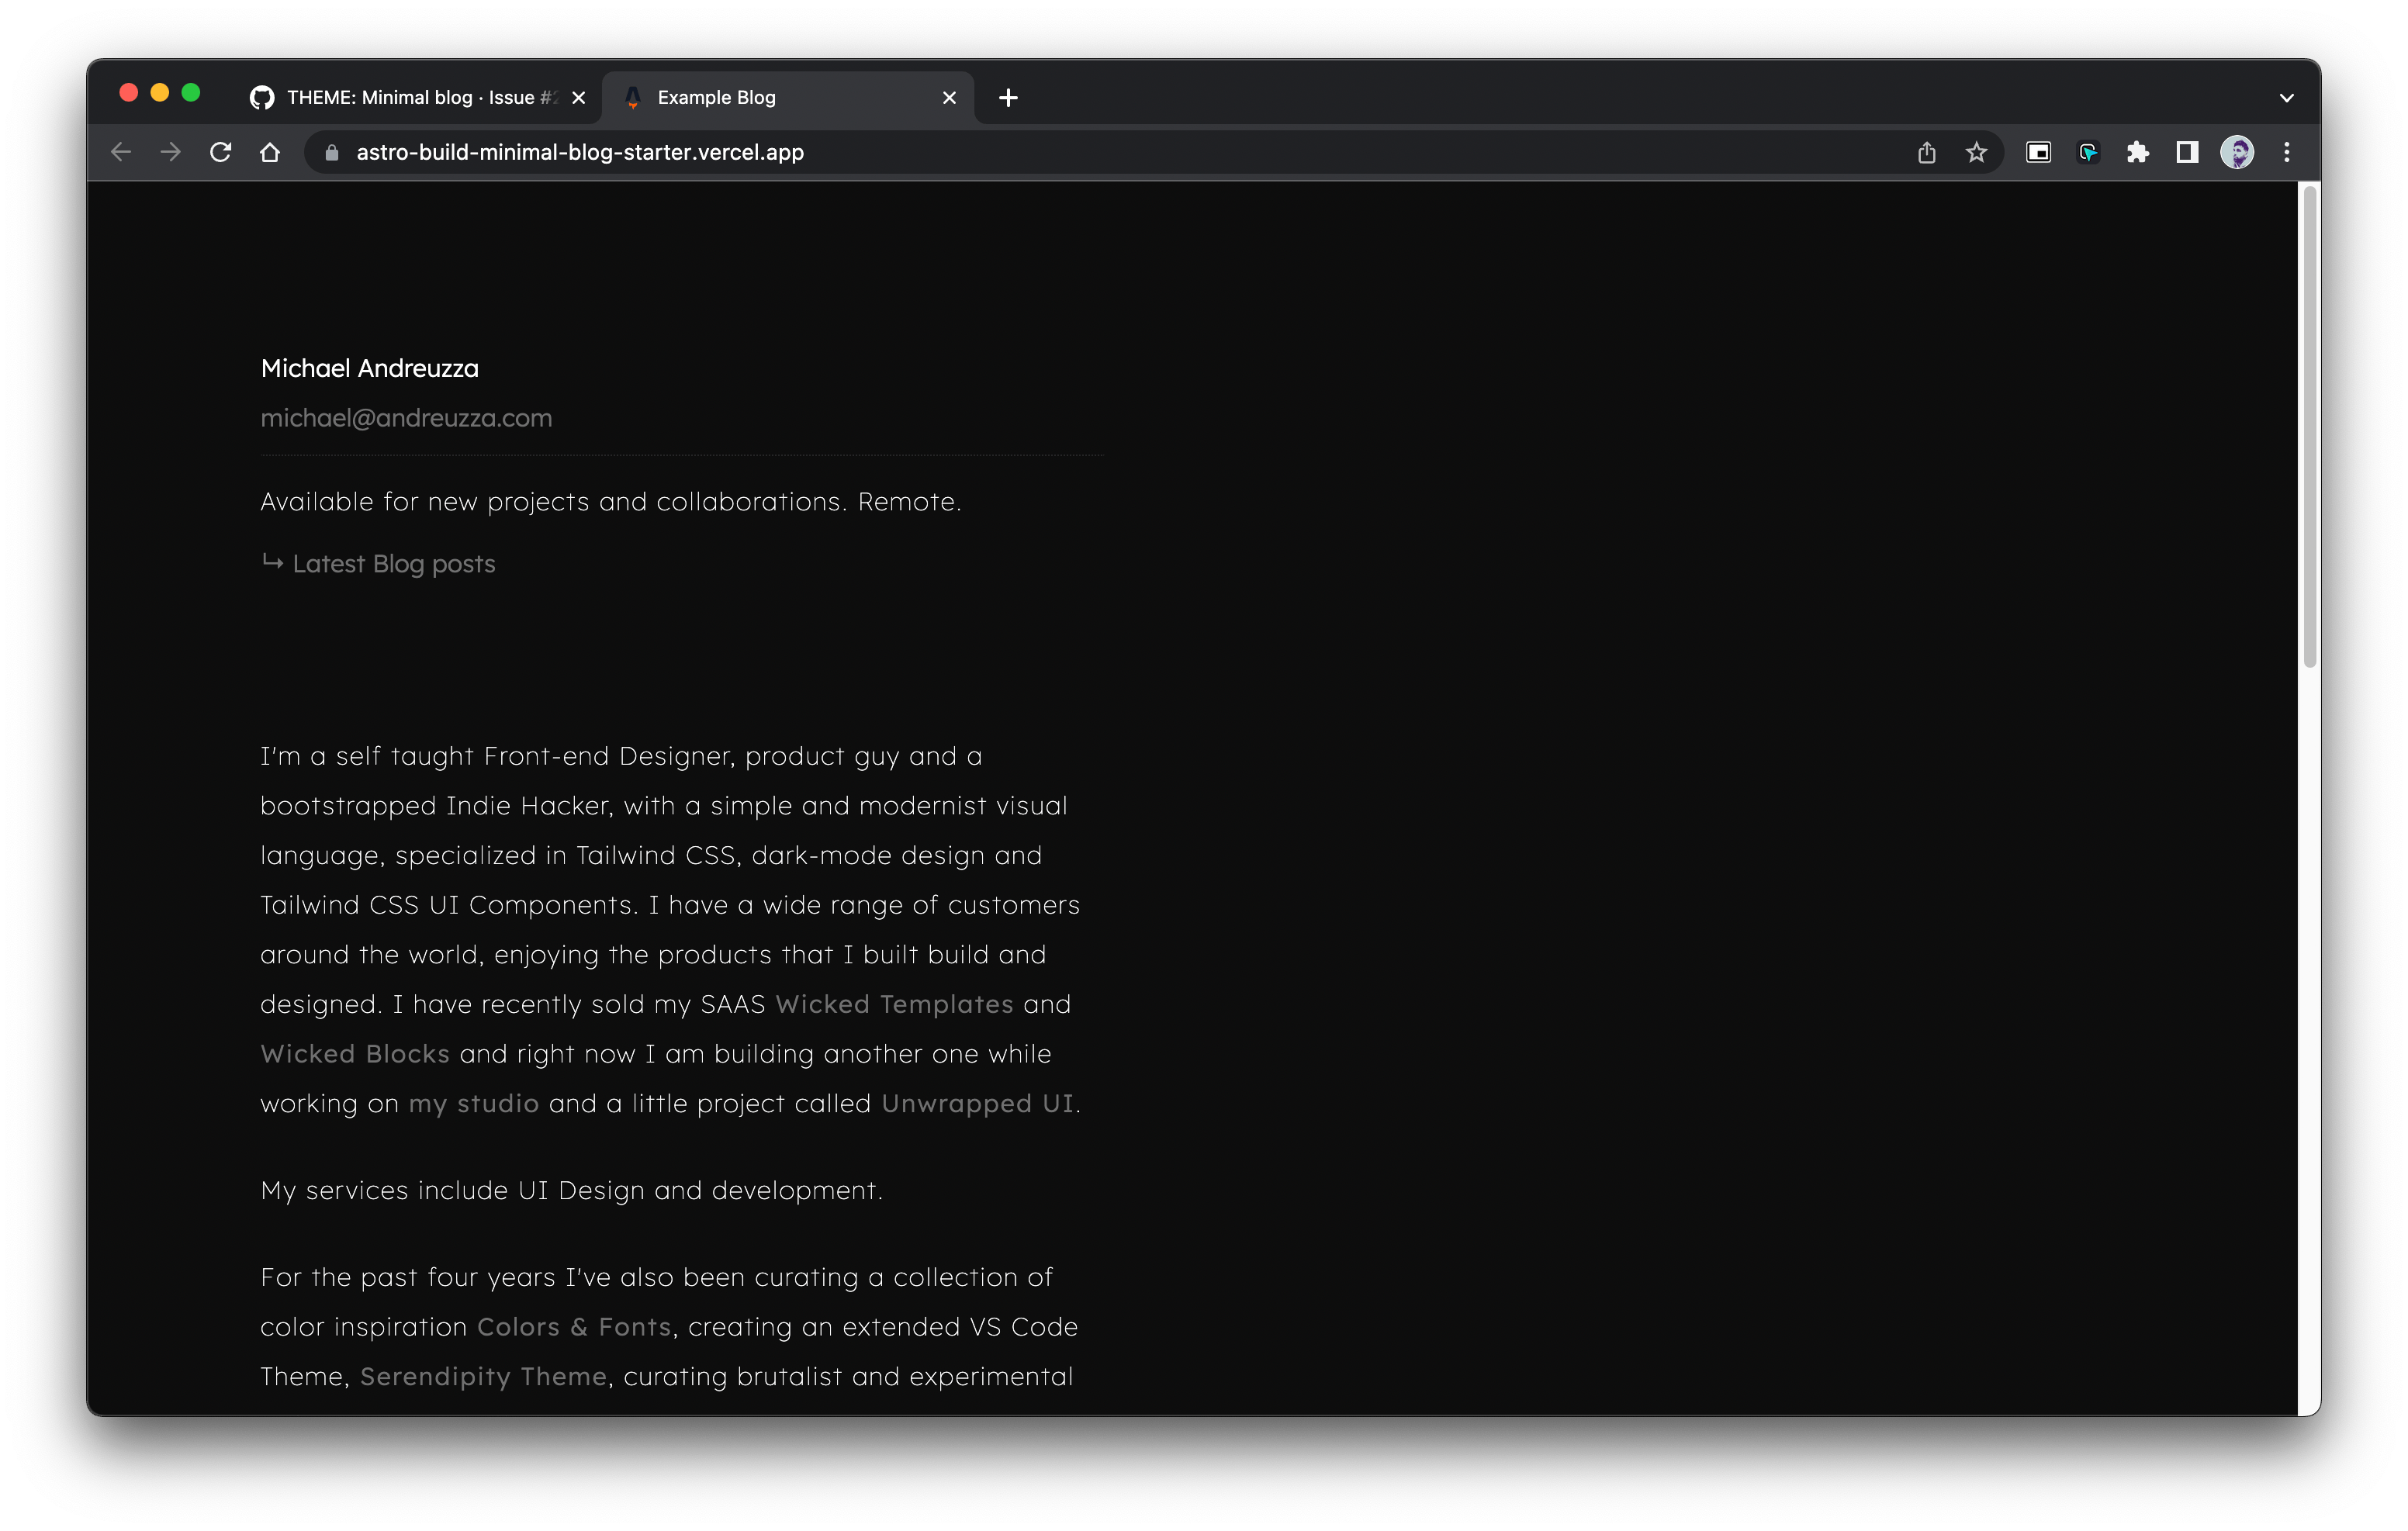 THEME: Minimal blog · Issue #
Example Blog
astro-build-minimal-blog-starter.vercel.app
Michael Andreuzza
michael@andreuzza.com
Available for new projects and collaborations. Remote.
↳ Latest Blog posts
I'm a self taught Front-end Designer, product guy and a
bootstrapped Indie Hacker, with a simple and modernist visual
language, specialized in Tailwind CSS, dark-mode design and
Tailwind CSS UI Components. I have a wide range of customers
around the world, enjoying the products that I built build and
designed. I have recently sold my SAAS Wicked Templates and
Wicked Blocks and right now I am building another one while
working on my studio and a little project called Unwrapped UI.
My services include UI Design and development.
For the past four years I've also been curating a collection of
color inspiration Colors & Fonts, creating an extended VS Code
Theme, Serendipity Theme, curating brutalist and experimental